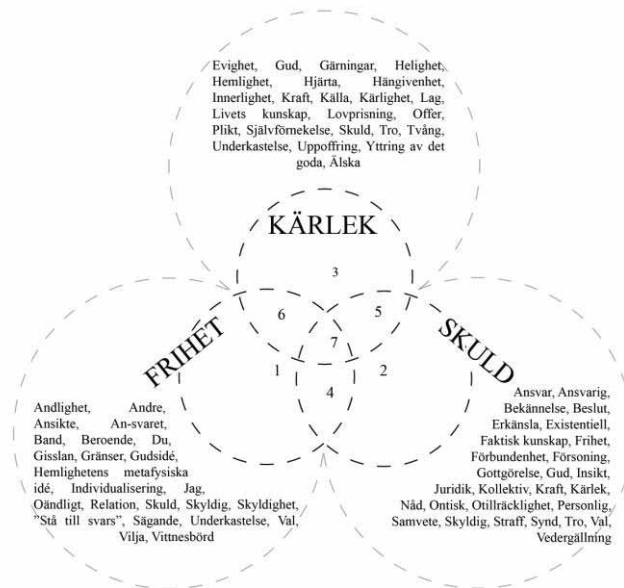 Evighet, Gud, Gärningar, Helighet,
Hemlighet, Hjärta, Hängivenhet,
Innerlighet, Kraft, Källa, Kärlighet, Lag,
Livets kunskap, Lovprisning, Offer,
Plikt, Självförnekelse, Skuld, Tro, Tvång,
Underkastelse, Uppoffring, Yttring av det
goda, Älska
KÄRLEK
3
6
5
7
FRIHET
SKULD
1
2
4
Andlighet, Andre,
Ansikte, An-svaret,
Band, Beroende, Du,
Gisslan, Gränser, Gudsidé,
Hemlighetens metafysiska
idé, Individualisering, Jag,
Oändligt, Relation, Skuld, Skyldig, Skyldighet,
”Stå till svars”, Sägande, Underkastelse, Val,
Vilja, Vittnesbörd
Ansvar, Ansvarig,
Bekännelse, Beslut,
Erkänsla, Existentiell,
Faktisk kunskap, Frihet,
Förbundenhet, Försoning,
Gottgörelse, Gud, Insikt,
Juridik, Kollektiv, Kraft, Kärlek,
Nåd, Ontisk, Otillräcklighet, Personlig,
Samvete, Skyldig, Straff, Synd, Tro, Val,
Vedergällning